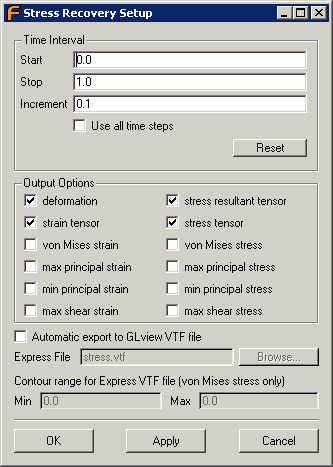 Stress Recovery Setup
Time Interval
Start 0.0
Stop 1.0
Increment 0.1
Use all time steps
Reset
Output Options
deformation stress resultant tensor
strain tensor stress tensor
von Mises strain von Mises stress
max principal strain max principal stress
min principal strain min principal stress
max shear strain max shear stress
Automatic export to GLview VTF file
Express File stress.vtf Browse...
Contour range for Express VTF file (von Mises stress only)
Min 0.0 Max 0.0
OK Apply Cancel